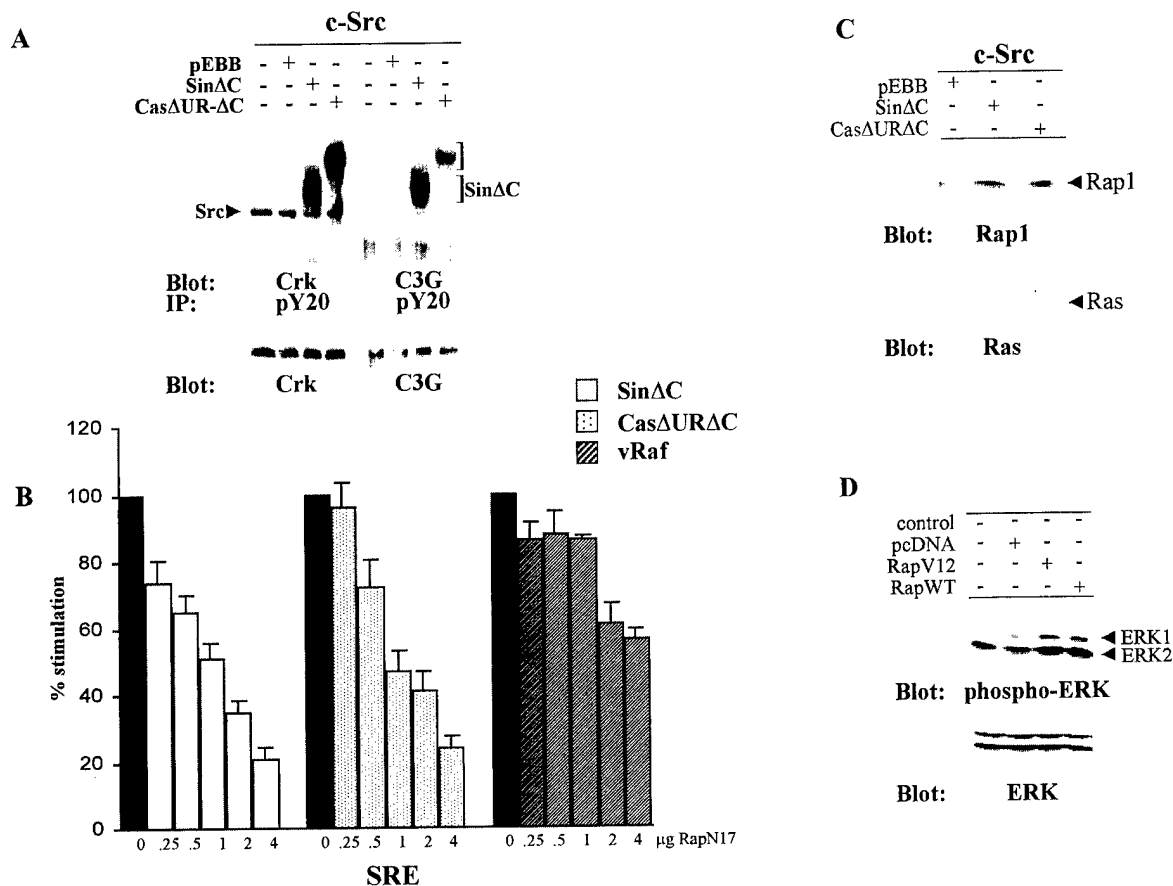 A
c-Src
pEBB - + - - - + - -
SinΔC - - + - - - + -
CasΔUR-ΔC - - - + - - - +
Src
SinΔC
Blot: Crk C3G
IP: pY20 pY20
Blot: Crk C3G
B
SinΔC
CasΔURΔC
vRaf
% stimulation
120
100
80
60
40
20
0
0 .25 .5 1 2 4 0 .25 .5 1 2 4 0 .25 .5 1 2 4 μg RapN17
SRE
C
c-Src
pEBB + - -
SinΔC - + -
CasΔURΔC - - +
Rap1
Blot: Rap1
Ras
Blot: Ras
D
control - - - -
pcDNA - + - -
RapV12 - - + -
RapWT - - - +
ERK1
ERK2
Blot: phospho-ERK
Blot: ERK